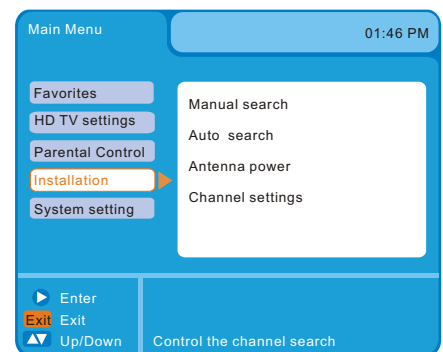 Main Menu
01:46 PM
Favorites
HD TV settings
Parental Control
Installation
System setting
Manual search
Auto search
Antenna power
Channel settings
Enter
Exit Exit
Up/Down
Control the channel search